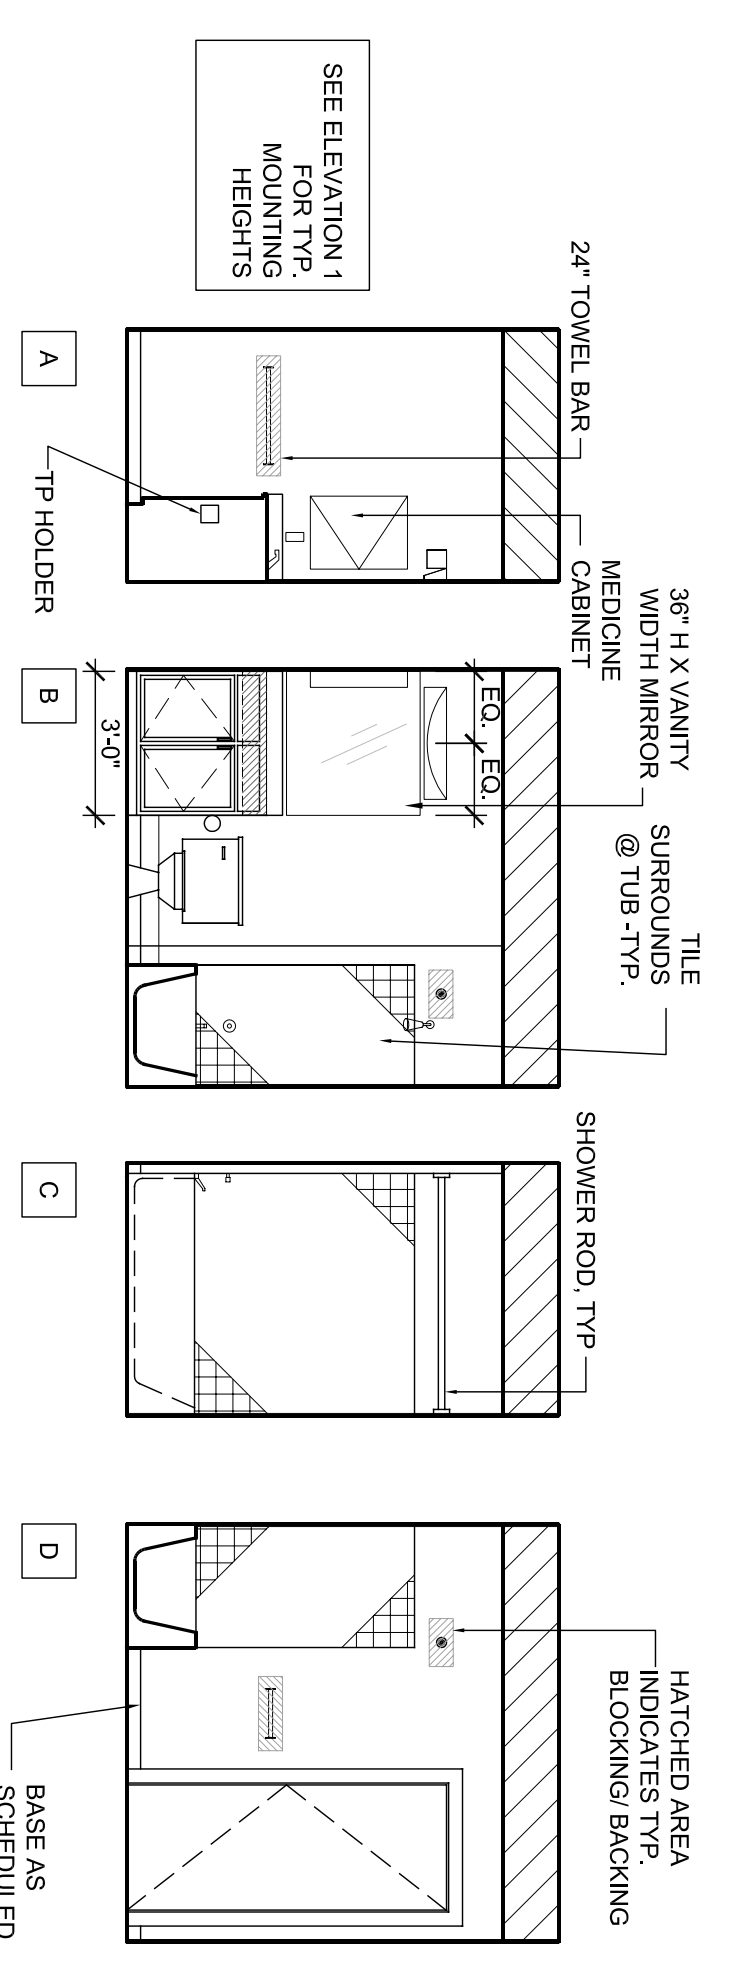 SEE ELEVATION 1
FOR TYP.
MOUNTING
HEIGHTS
24" TOWEL BAR
MEDICINE
CABINET
36" H X VANITY
WIDTH MIRROR
TILE
SURROUNDS
@ TUB -TYP.
SHOWER ROD, TYP
HATCHED AREA
INDICATES TYP.
BLOCKING/ BACKING
EQ. EQ.
3'-0"
TP HOLDER
BASE AS
SCHEDULED
A
B
C
D